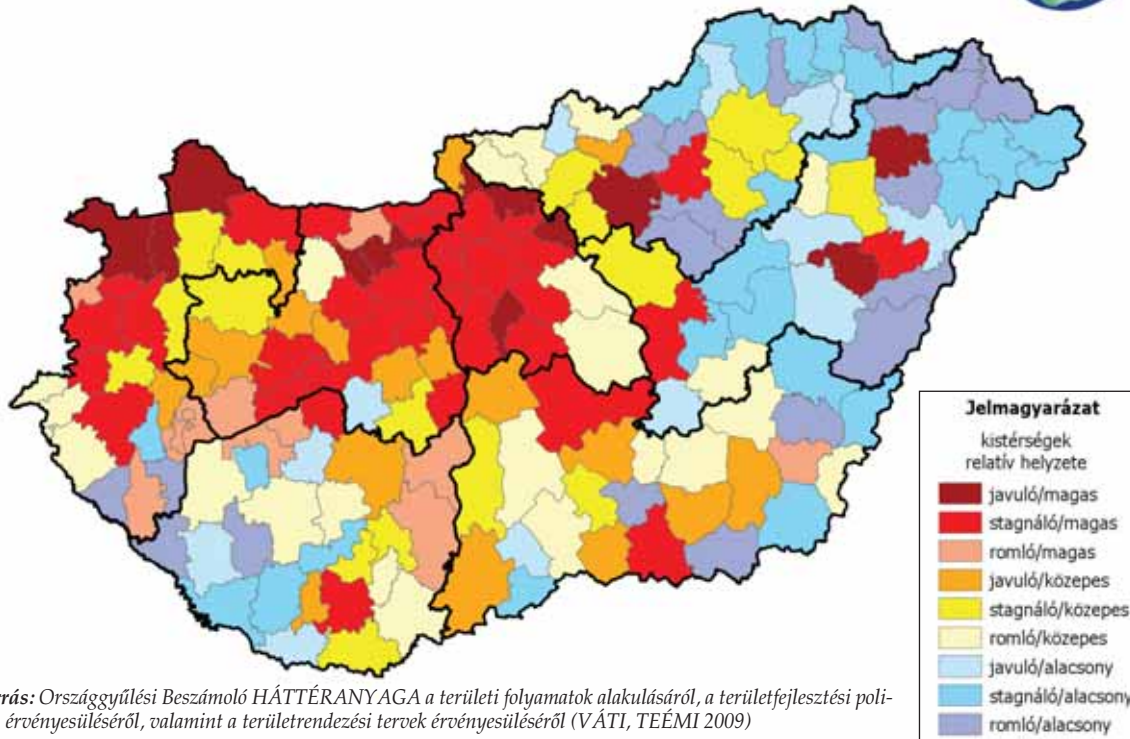 Jelmagyarázat
kistérségek
relatív helyzete
javuló/magas
stagnáló/magas
romló/magas
javuló/közepes
stagnáló/közepes
romló/közepes
javuló/alacsony
stagnáló/alacsony
romló/alacsony
rrás: Országgyűlési Beszámoló HÁTTÉRANYAGA a területi folyamatok alakulásáról, a területfejlesztési poli-
érvényesüléséről, valamint a területrendezési tervek érvényesüléséről (VÁTI, TEÉMI 2009)